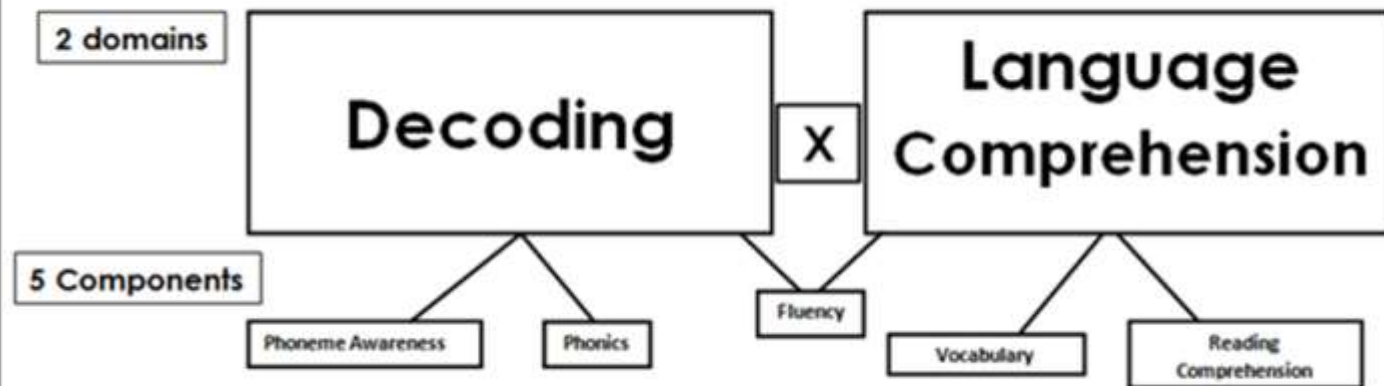 2 domains
Decoding
X
Language
Comprehension
5 Components
Phoneme Awareness
Phonics
Fluency
Vocabulary
Reading
Comprehension